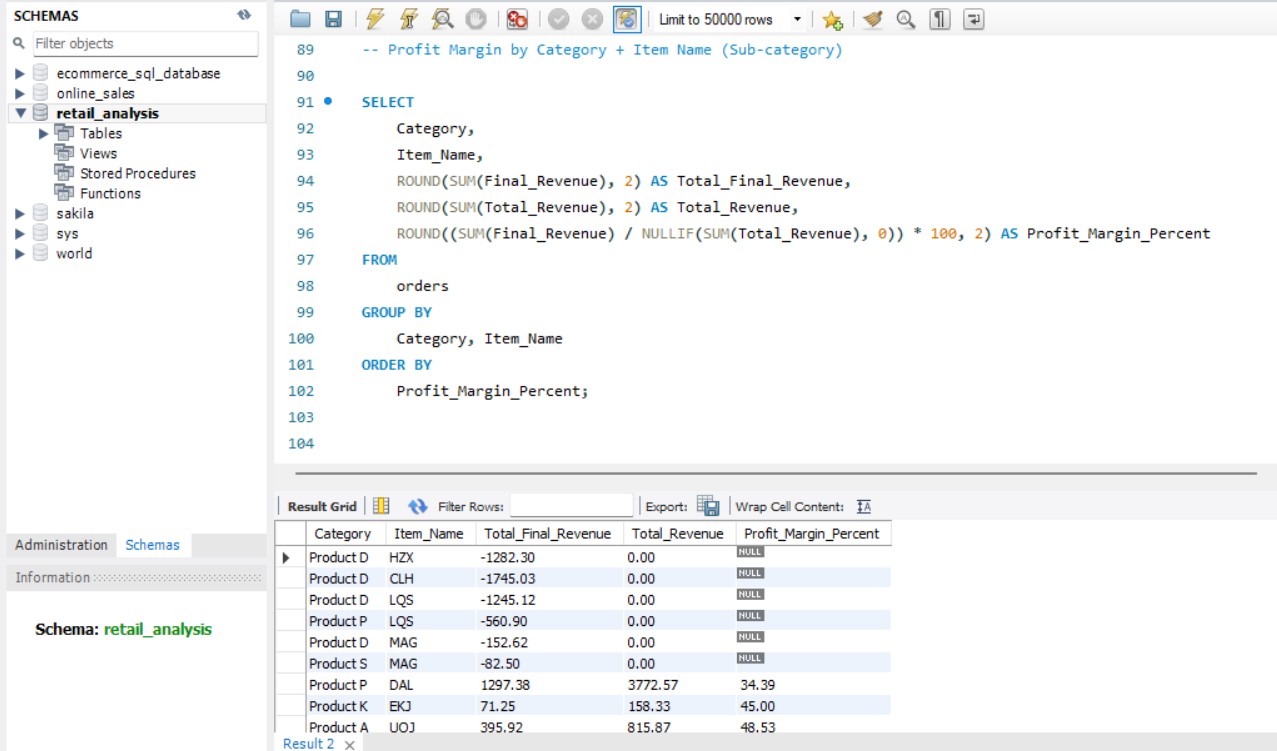 SCHEMAS
Filter objects
ecommerce_sql_database
online_sales
retail_analysis
Tables
Views
Stored Procedures
Functions
sakila
sys
world
Administration Schemas
Information
Schema: retail_analysis
Limit to 50000 rows
89 -- Profit Margin by Category + Item Name (Sub-category)
90
91 SELECT
92 Category,
93 Item_Name,
94 ROUND(SUM(Final_Revenue), 2) AS Total_Final_Revenue,
95 ROUND(SUM(Total_Revenue), 2) AS Total_Revenue,
96 ROUND((SUM(Final_Revenue) / NULLIF(SUM(Total_Revenue), 0)) * 100, 2) AS Profit_Margin_Percent
97 FROM
98 orders
99 GROUP BY
100 Category, Item_Name
101 ORDER BY
102 Profit_Margin_Percent;
103
104
Result Grid Filter Rows: Export: Wrap Cell Content: IA
Category Item_Name Total_Final_Revenue Total_Revenue Profit_Margin_Percent
Product D HZX -1282.30 0.00 NULL
Product D CLH -1745.03 0.00 NULL
Product D LQS -1245.12 0.00 NULL
Product P LQS -560.90 0.00 NULL
Product D MAG -152.62 0.00 NULL
Product S MAG -82.50 0.00 NULL
Product P DAL 1297.38 3772.57 34.39
Product K EKJ 71.25 158.33 45.00
Product A UOJ 395.92 815.87 48.53
Result 2